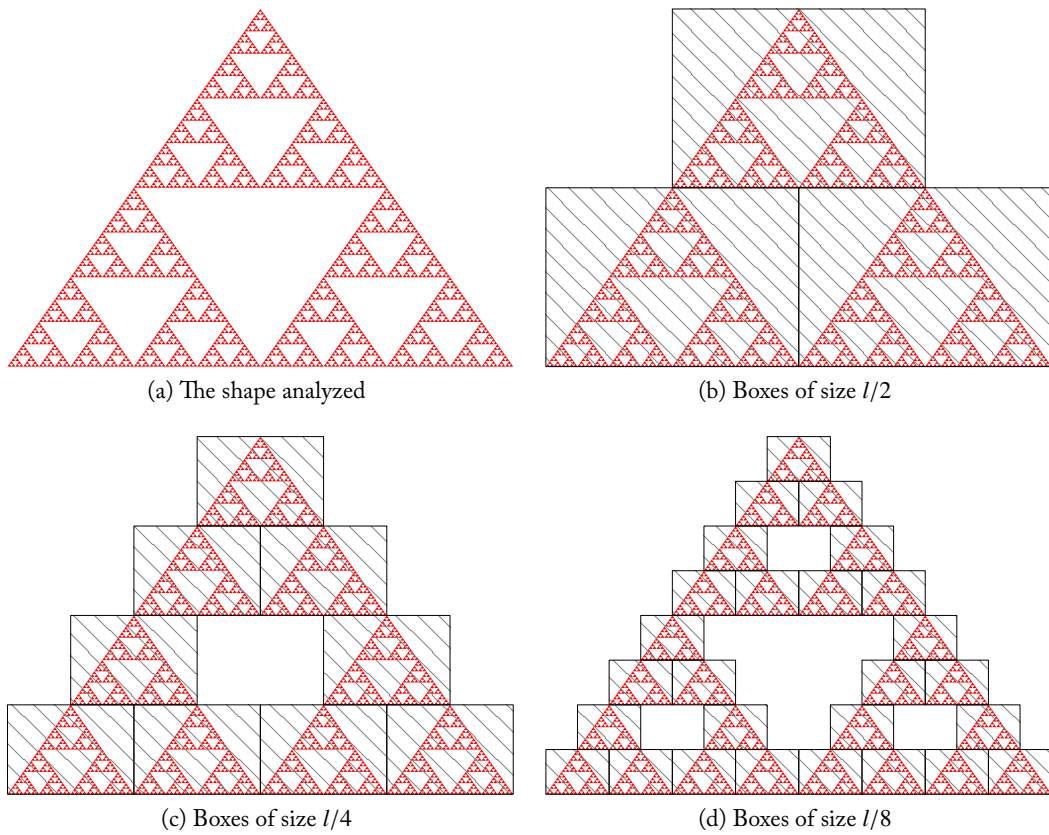 (a) The shape analyzed
(b) Boxes of size l/2
(c) Boxes of size l/4
(d) Boxes of size l/8